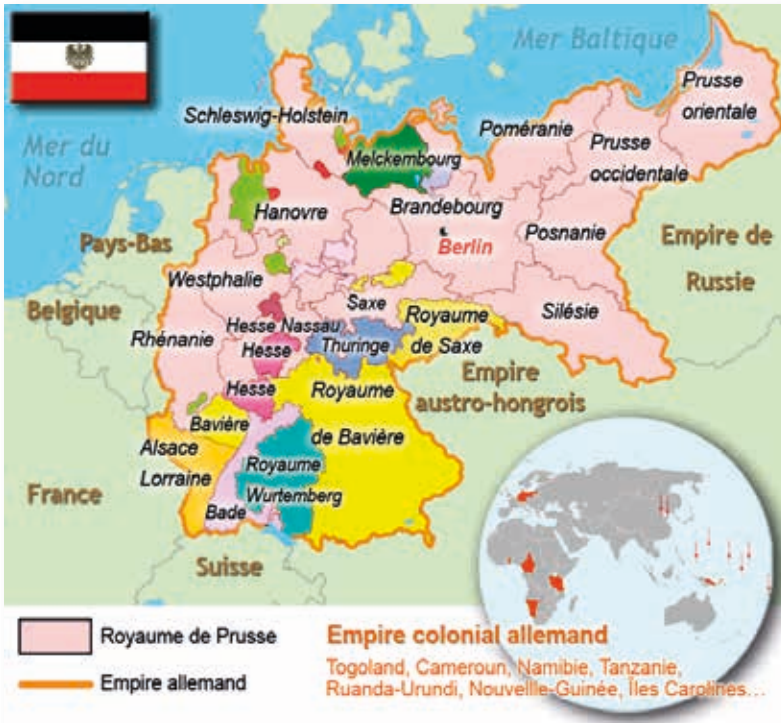 Mer Baltique
Prusse
orientale
Schleswig-Holstein
Poméranie
Prusse
occidentale
Mer du
Nord
Melckembourg
Hanovre
Brandebourg
Berlin
Posnanie
Pays-Bas
Empire de
Russie
Westphalie
Belgique
Saxe
Royaume
de Saxe
Silésie
Rhénanie
Hesse Nassau
Hesse
Thuringe
Hesse
Royaume
de Bavière
Empire
austro-hongrois
Bavière
Alsace
Lorraine
Royaume
Wurtemberg
France
Bade
Suisse
Royaume de Prusse
Empire allemand
Empire colonial allemand
Togoland, Cameroun, Namibie, Tanzanie,
Ruanda-Urundi, Nouvellle-Guinée, Îles Carolines...